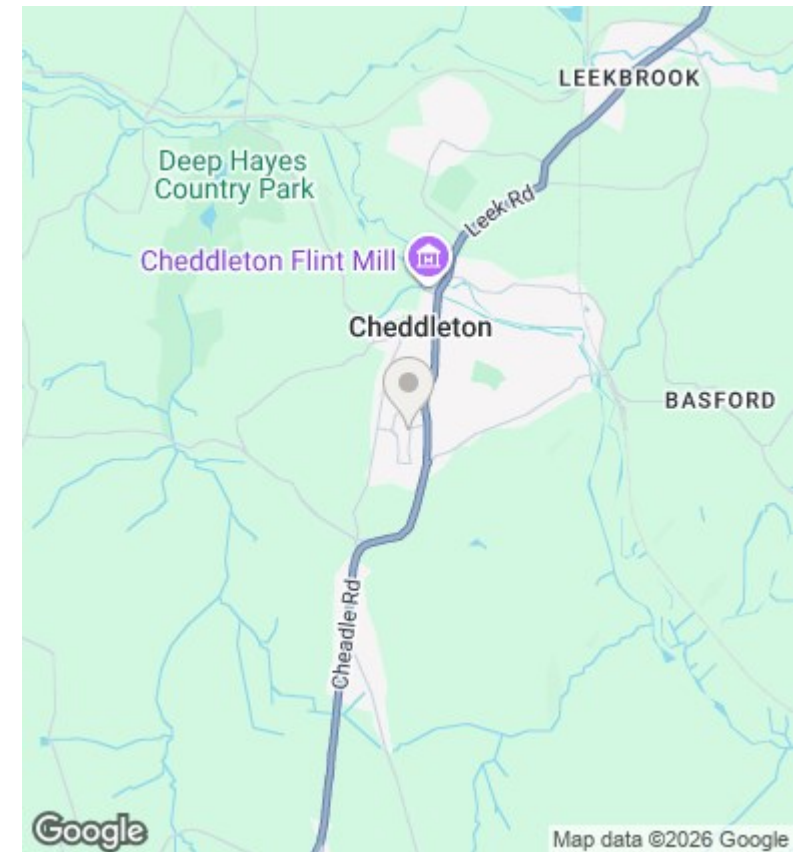 LEEKBROOK
Deep Hayes
Country Park
Leek Rd
Cheddleton Flint Mill
Cheddleton
BASFORD
Cheadle Rd
Google
Map data ©2026 Google